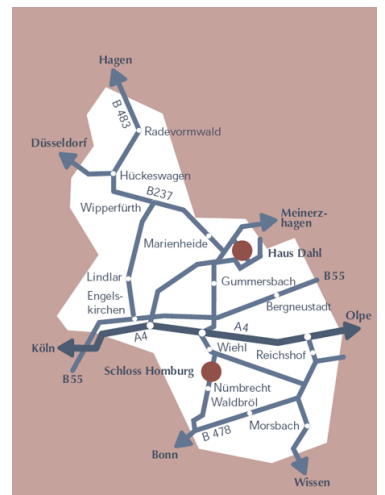 Hagen
B 483
Radevormwald
Düsseldorf
Hückeswagen
B237
Wipperfürth
Meinerz-
hagen
Marienheide
Haus Dahl
Lindlar
Gummersbach
B55
Engels-
kirchen
Bergneustadt
Olpe
A4
A4
Köln
Wiehl
Reichshof
B55
Schloss Homburg
Nümbrecht
Waldbröl
B 478
Morsbach
Bonn
Wissen